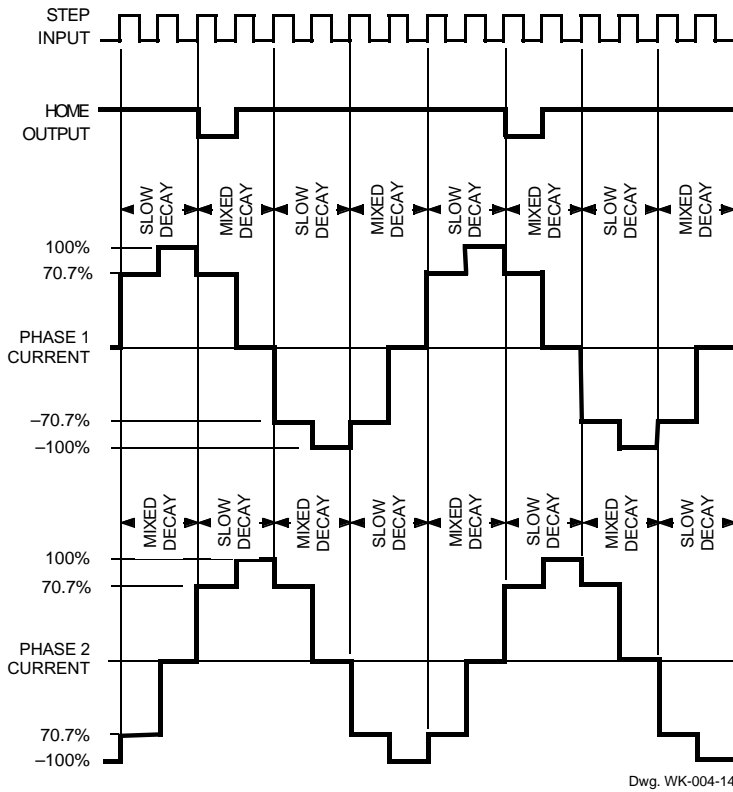 STEP
INPUT
HOME
OUTPUT
SLOW
DECAY
MIXED
DECAY
SLOW
DECAY
MIXED
DECAY
SLOW
DECAY
MIXED
DECAY
SLOW
DECAY
MIXED
DECAY
100%
70.7%
PHASE 1
CURRENT
–70.7%
–100%
MIXED
DECAY
SLOW
DECAY
MIXED
DECAY
SLOW
DECAY
MIXED
DECAY
SLOW
DECAY
MIXED
DECAY
SLOW
DECAY
100%
70.7%
PHASE 2
CURRENT
70.7%
–100%
Dwg. WK-004-14